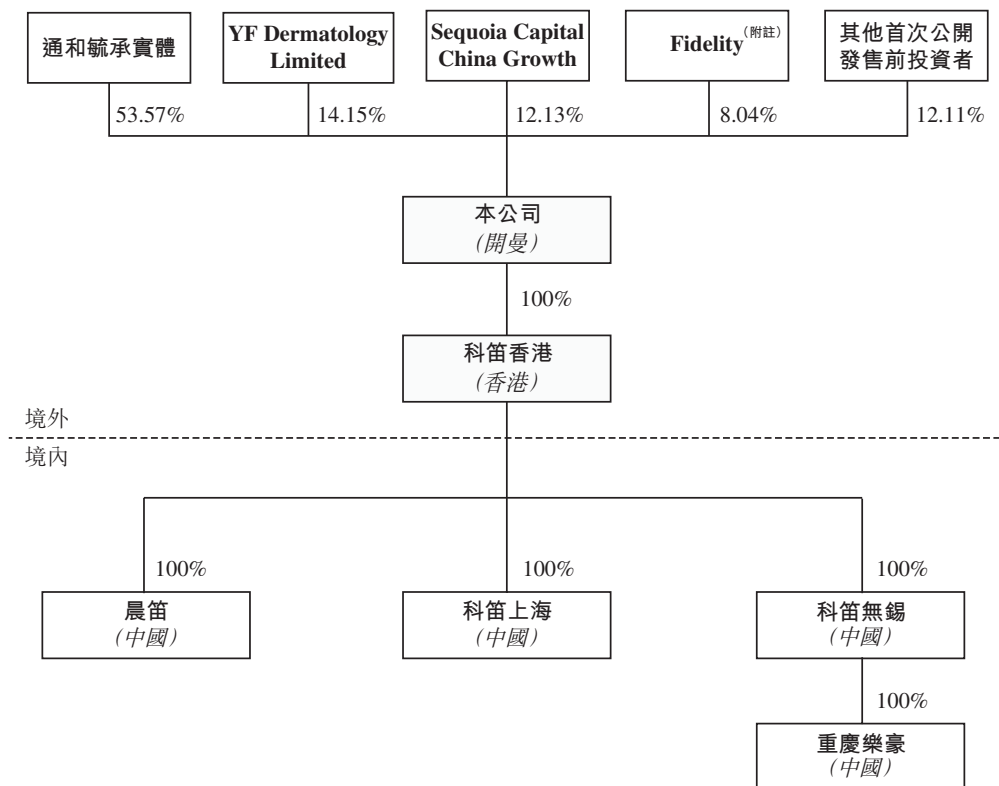 通和毓承實體
YF Dermatology
Limited
Sequoia Capital
China Growth
Fidelity（附註）
其他首次公開
發售前投資者
53.57%
14.15%
12.13%
8.04%
12.11%
本公司
（開曼）
100%
科笛香港
（香港）
境外
境內
100%
100%
100%
晨笛
（中國）
科笛上海
（中國）
科笛無錫
（中國）
100%
重慶樂豪
（中國）